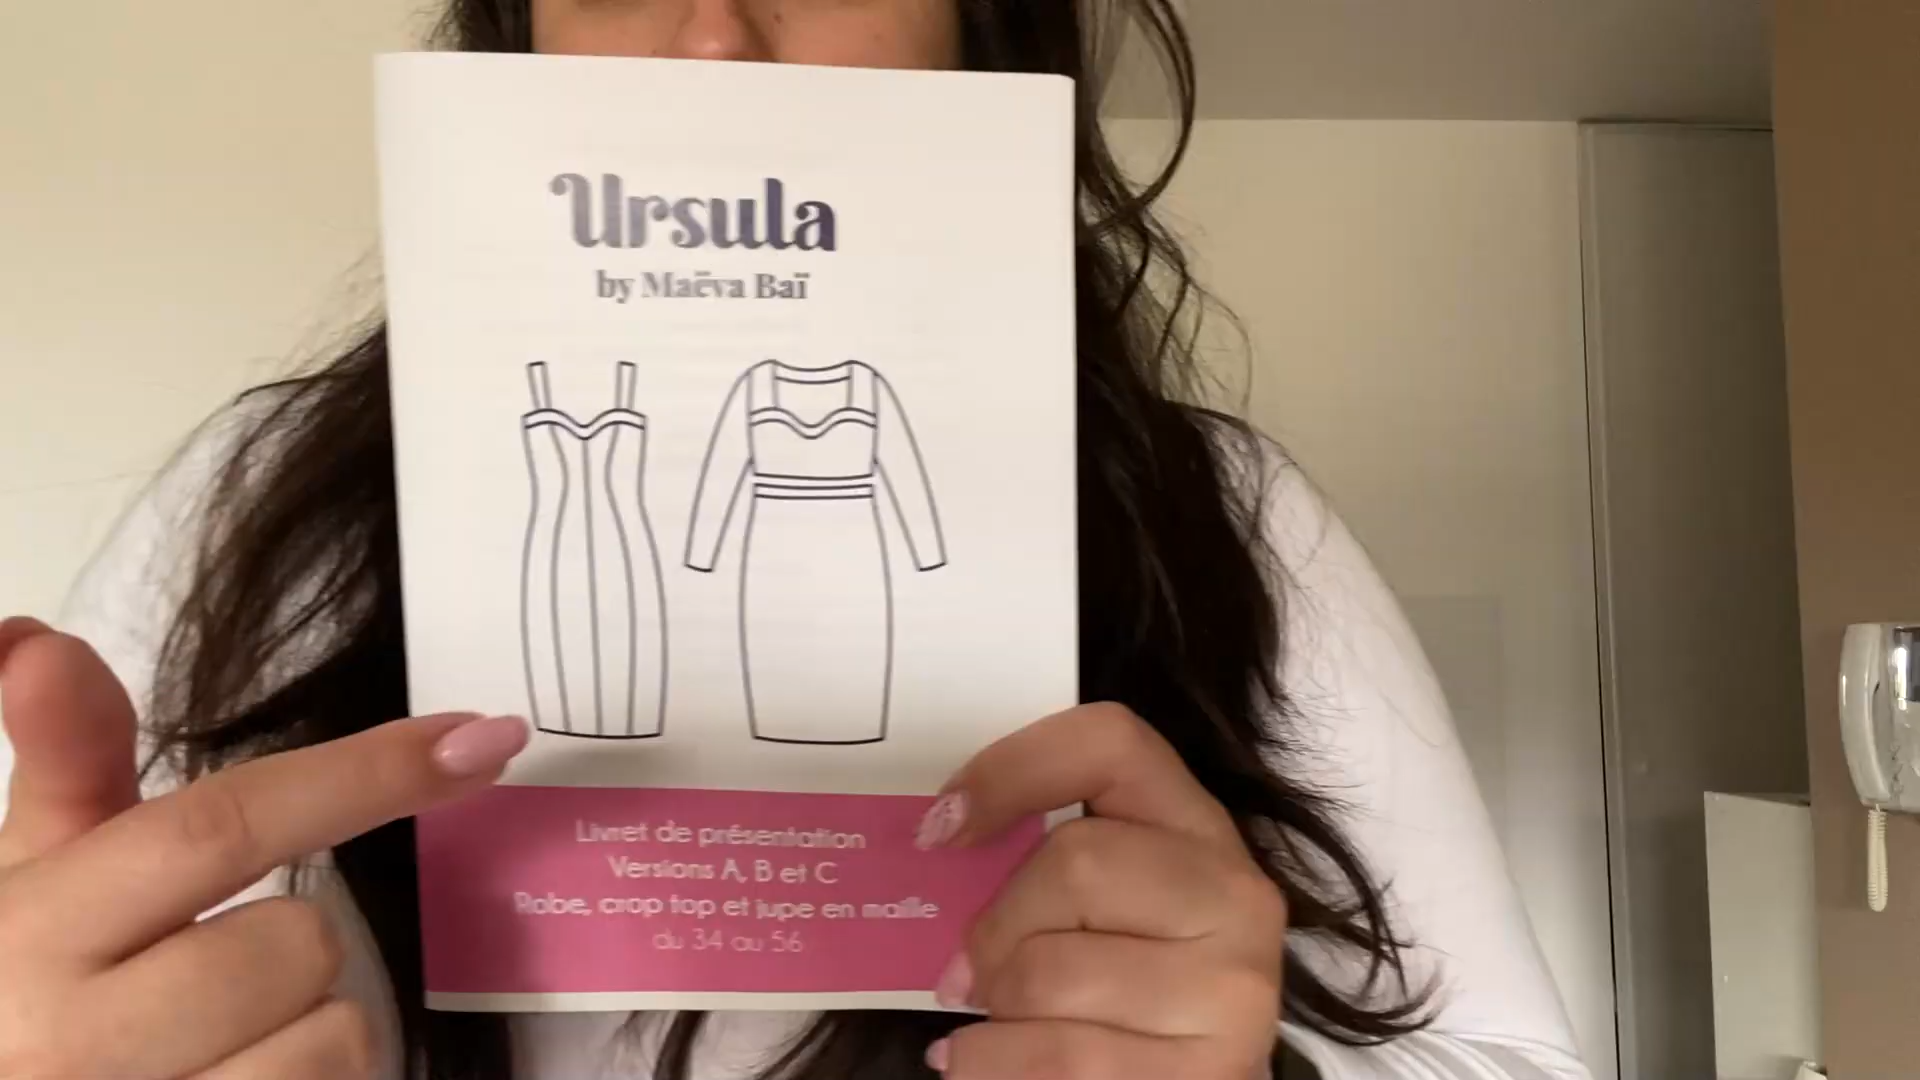 Ursula
by Maëva Baï
Livret de présentation
Versions A, B et C
Robe, crop top et jupe en maille
du 34 au 56